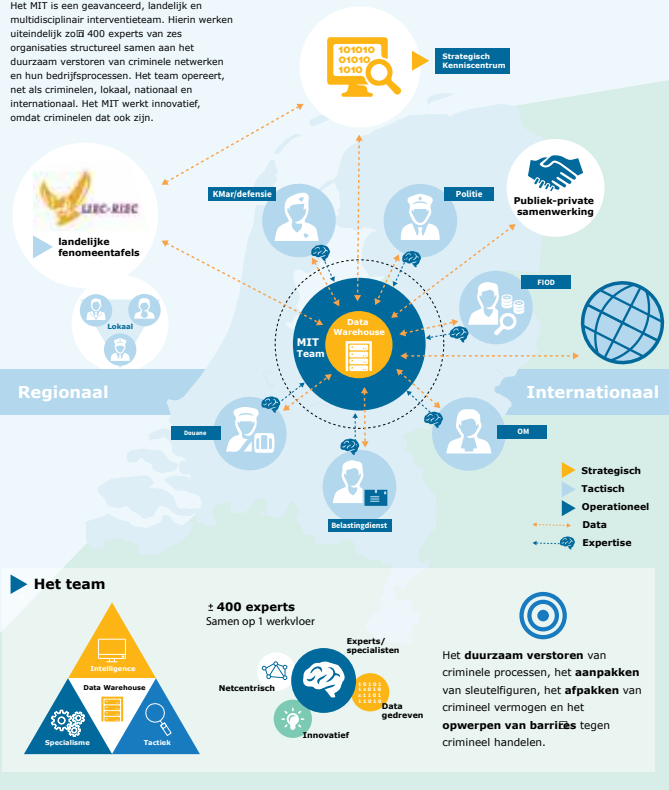 Het MIT is een geavanceerd, landelijk en
multidisciplinair interventieteam. Hierin werken
uiteindelijk zo'n 400 experts van zes
organisaties structureel samen aan het
duurzaam verstoren van criminele netwerken
en hun bedrijfsprocessen. Het team opereert,
net als criminelen, lokaal, nationaal en
internationaal. Het MIT werkt innovatief,
omdat criminelen dat ook zijn.
101010
01010
1010
Strategisch
Kenniscentrum
LIEC-RIEC
landelijke
fenomeentafels
Lokaal
KMar/defensie
Politie
Publiek-private
samenwerking
FIOD
Data
Warehouse
MIT
Team
Regionaal
Internationaal
Douane
OM
Belastingdienst
Strategisch
Tactisch
Operationeel
Data
Expertise
Het team
Intelligence
Data Warehouse
Specialisme
Tactiek
± 400 experts
Samen op 1 werkvloer
Experts/
specialisten
Netcentrisch
Data
gedreven
Innovatief
Het duurzaam verstoren van
criminele processen, het aanpakken
van sleutelfiguren, het afpakken van
crimineel vermogen en het
opwerpen van barrières tegen
crimineel handelen.